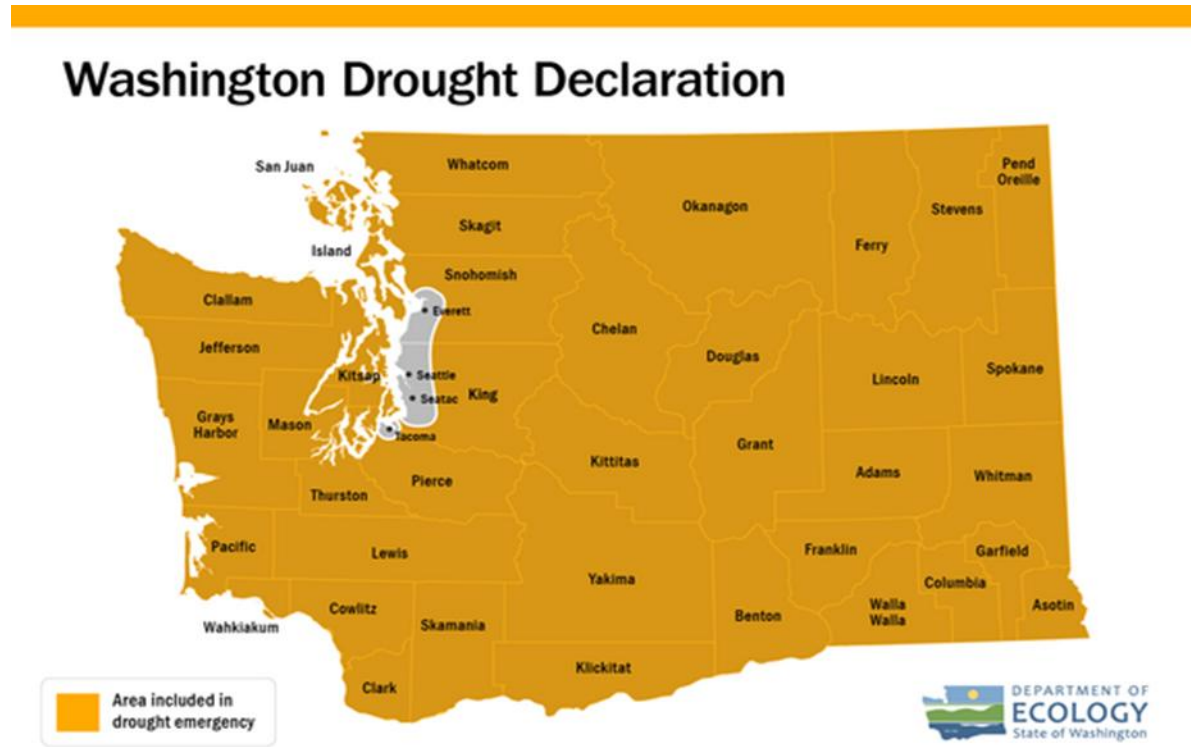 Washington Drought Declaration
San Juan
Whatcom
Pend
Oreille
Okanagon
Stevens
Skagit
Island
Ferry
Snohomish
Clallam
Everett
Chelan
Jefferson
Douglas
Kitsap
Seattle
Spokane
Lincoln
Seatac
King
Grays
Harbor
Mason
Tacoma
Grant
Kittitas
Adams
Whitman
Pierce
Thurston
Pacific
Lewis
Franklin
Garfield
Yakima
Columbia
Cowlitz
Walla
Walla
Asotin
Wahkiakum
Skamania
Benton
Klickitat
Clark
Area included in
drought emergency
DEPARTMENT OF
ECOLOGY
State of Washington